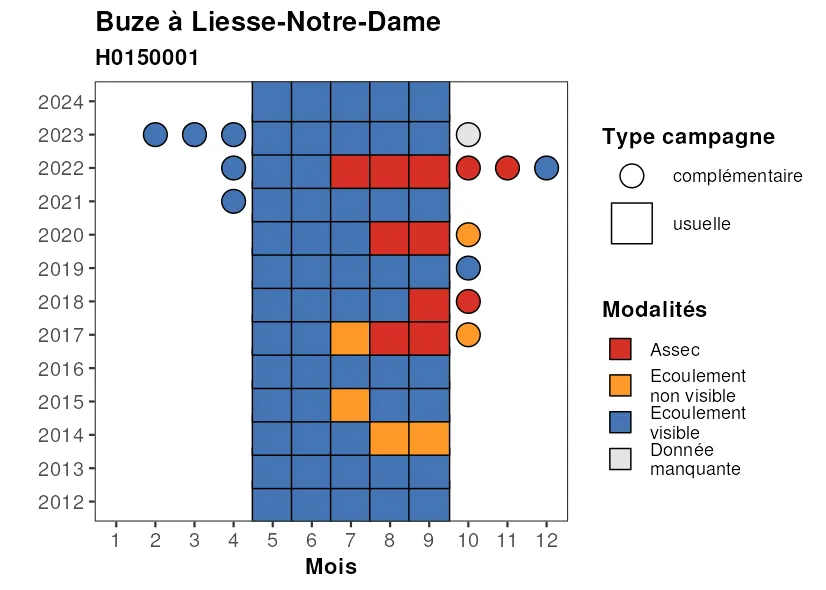 Buze à Liesse-Notre-Dame
H0150001
2024
2023
2022
2021
2020
2019
2018
2017
2016
2015
2014
2013
2012
1 2 3 4 5 6 7 8 9 10 11 12
Mois
Type campagne
complémentaire
usuelle
Modalités
Assec
Ecoulement
non visible
Ecoulement
visible
Donnée
manquante